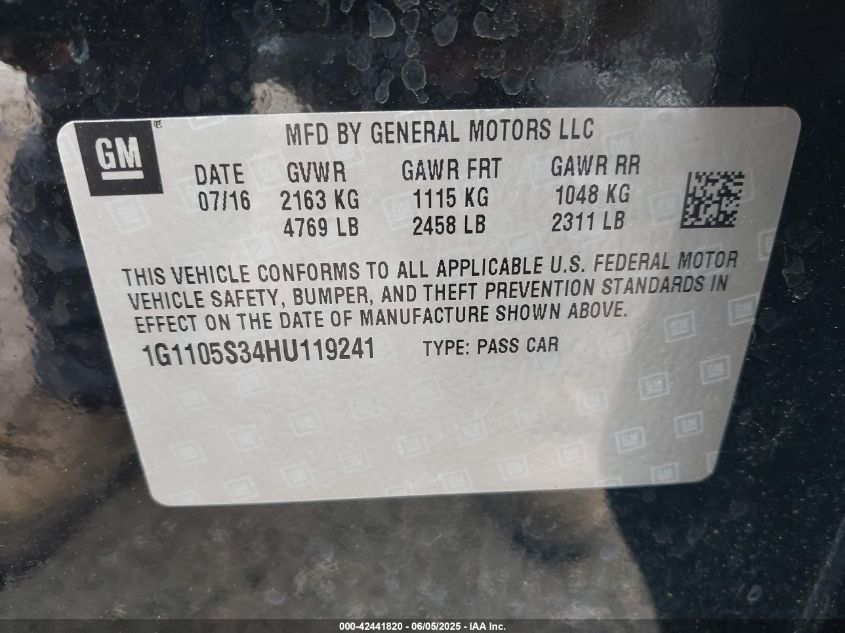 GM
MFD BY GENERAL MOTORS LLC
DATE GVWR GAWR FRT GAWR RR
07/16 2163 KG 1115 KG 1048 KG
4769 LB 2458 LB 2311 LB
THIS VEHICLE CONFORMS TO ALL APPLICABLE U.S. FEDERAL MOTOR
VEHICLE SAFETY, BUMPER, AND THEFT PREVENTION STANDARDS IN
EFFECT ON THE DATE OF MANUFACTURE SHOWN ABOVE.
1G1105S34HU119241 TYPE: PASS CAR
000-42441820 - 06/05/2025 - IAA Inc.